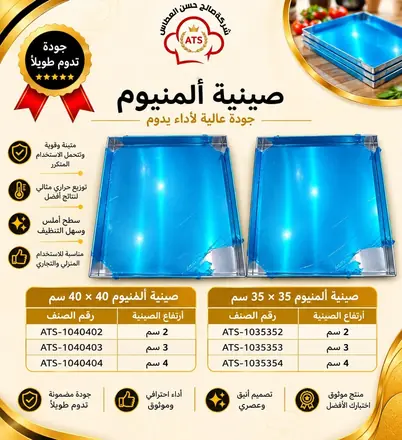 شركة صالح حسن العطاس
ATS
جودة
تدوم طويلاً
صينية ألمنيوم
جودة عالية لأداء يدوم
متينة وقوية
وتتحمل الاستخدام
المتكرر
توزيع حراري مثالي
لنتائج أفضل
سطح أملس
وسهل التنظيف
مناسبة للاستخدام
المنزلي والتجاري
صينية ألمنيوم 35 × 35 سم
أرتفاع الصينية رقم الصنف
2 سم ATS-1035352
3 سم ATS-1035353
4 سم ATS-1035354
صينية ألمنيوم 40 × 40 سم
أرتفاع الصينية رقم الصنف
2 سم ATS-1040402
3 سم ATS-1040403
4 سم ATS-1040404
منتج موثوق
اختبارك الأفضل
تصميم أنيق
وعصري
أداء احترافي
وموثوق
جودة مضمونة
تدوم طويلاً